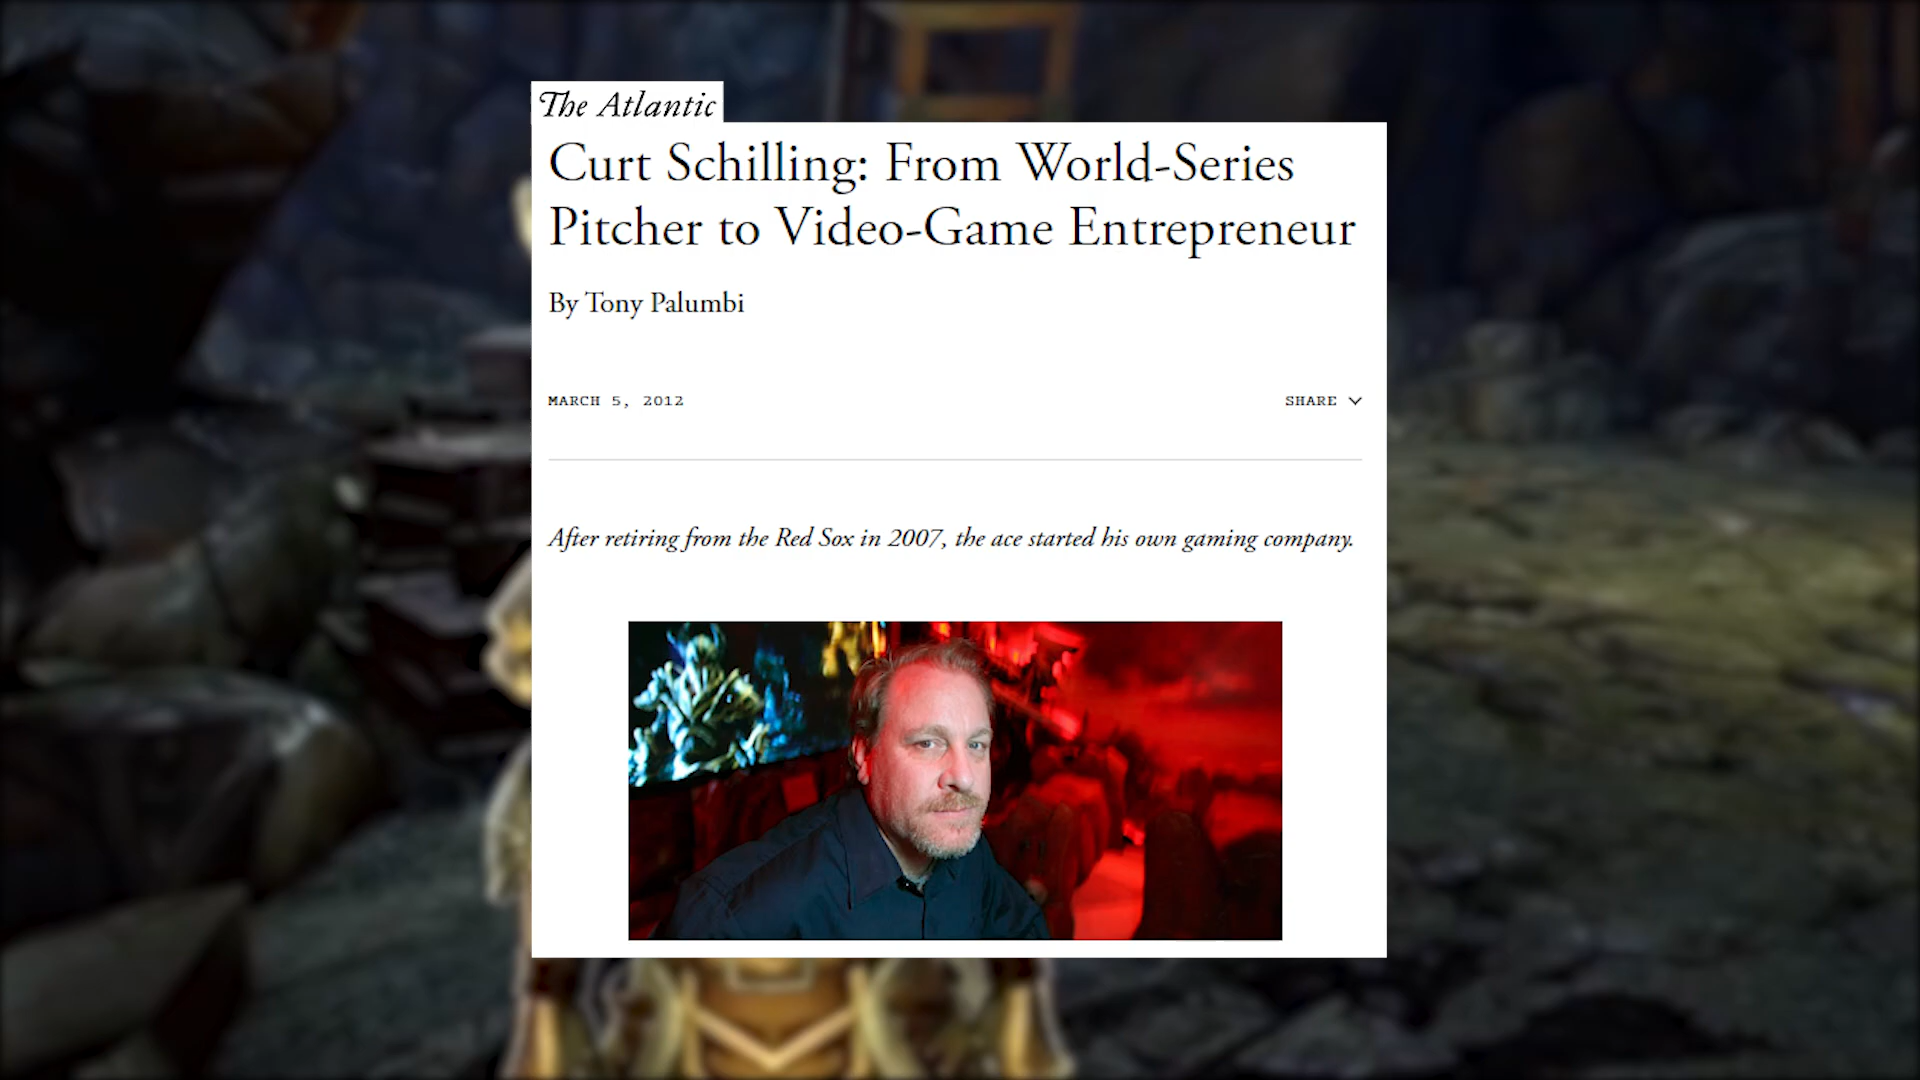 The Atlantic
Curt Schilling: From World-Series
Pitcher to Video-Game Entrepreneur
By Tony Palumbi
MARCH 5, 2012
SHARE
After retiring from the Red Sox in 2007, the ace started his own gaming company.